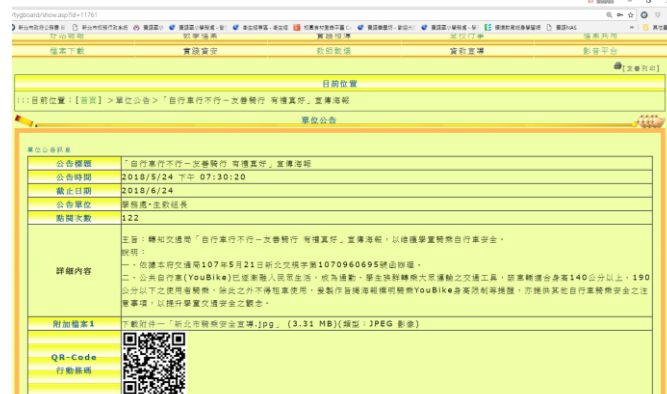 tygboard/show.asp?id=11761
檔案下載
實踐資安
教師甄選
資教宣導
影音平台
[友善列印]
目前位置
:::目前位置：[首頁] >單位公告>「自行車行不行-友善騎行 有禮真好」宣傳海報
單位公告
單位公告訊息
公告標題 「自行車行不行-友善騎行 有禮真好」宣傳海報
公告時間 2018/5/24 下午 07:30:20
截止日期 2018/6/24
公告單位 學務處-生教組長
點閱次數 122
詳細內容
主旨：轉知交通局「自行車行不行-友善騎行 有禮真好」宣傳海報，以維護學童騎乘自行車安全。
說明：
一、依據本府交通局107年5月21日新北交視字第1070960695號函辦理。
二、公共自行車(YouBike)已逐漸融入民眾生活，成為通勤、學生族群轉乘大眾運輸之交通工具，該車輛適合身高140公分以上、190
公分以下之使用者騎乘，除此之外不得租車使用，爰製作旨揭海報標明騎乘YouBike身高限制等提醒，亦提供其他自行車騎乘安全之注
意事項，以提升學童交通安全之觀念。
附加檔案1 下載附件一「新北市騎乘安全宣導.jpg」 (3.31 MB)(類型：JPEG 影像)
QR-Code
行動條碼